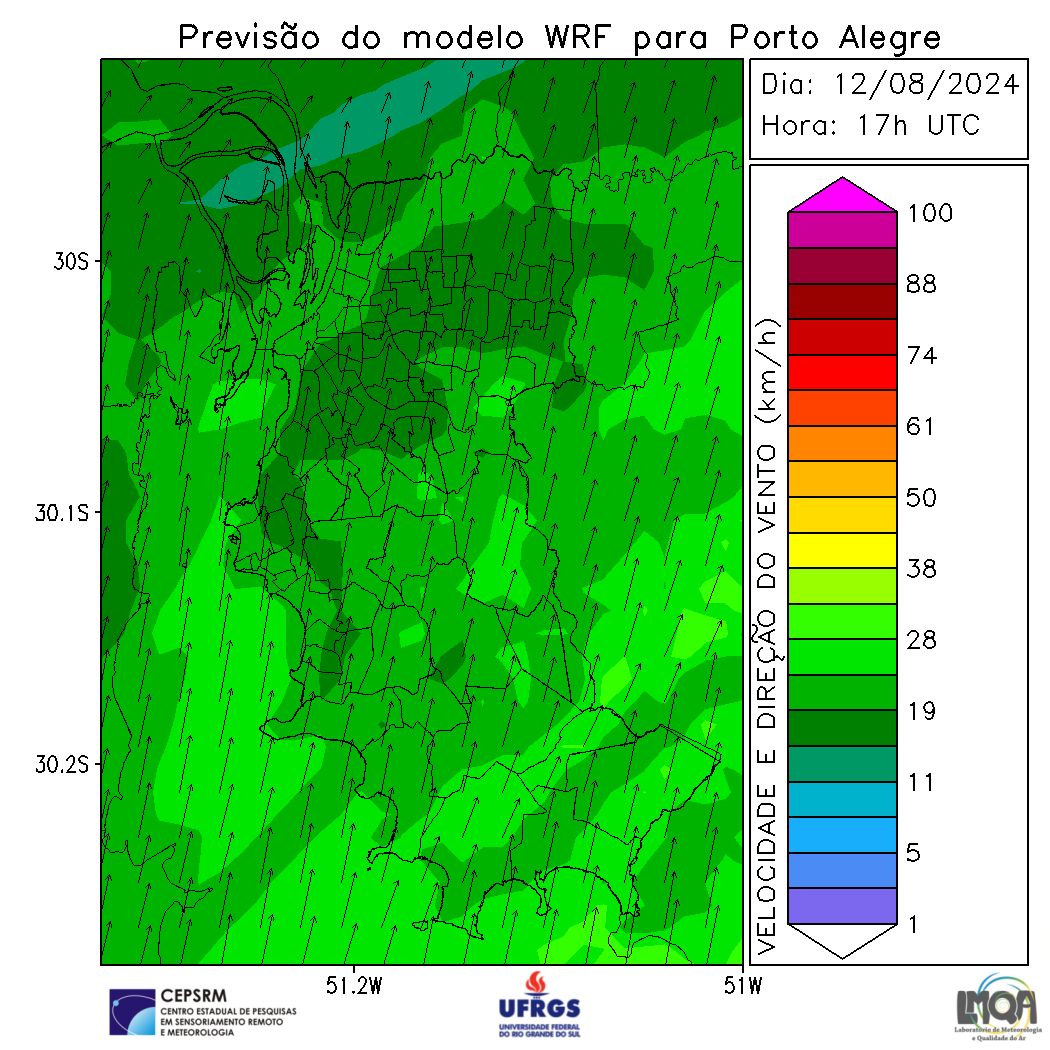 Previsão do modelo WRF para Porto Alegre
Dia: 12/08/2024
Hora: 17h UTC
30S
30.1S
30.2S
51.2W
51W
VELOCIDADE E DIREÇÃO DO VENTO (km/h)
100
88
74
61
50
38
28
19
11
5
1
CEPSRM
CENTRO ESTADUAL DE PESQUISAS
EM SENSORIAMENTO REMOTO
E METEOROLOGIA
UFRGS
UNIVERSIDADE FEDERAL
DO RIO GRANDE DO SUL
LMQA
Laboratório de Meteorologia
e Qualidade do Ar